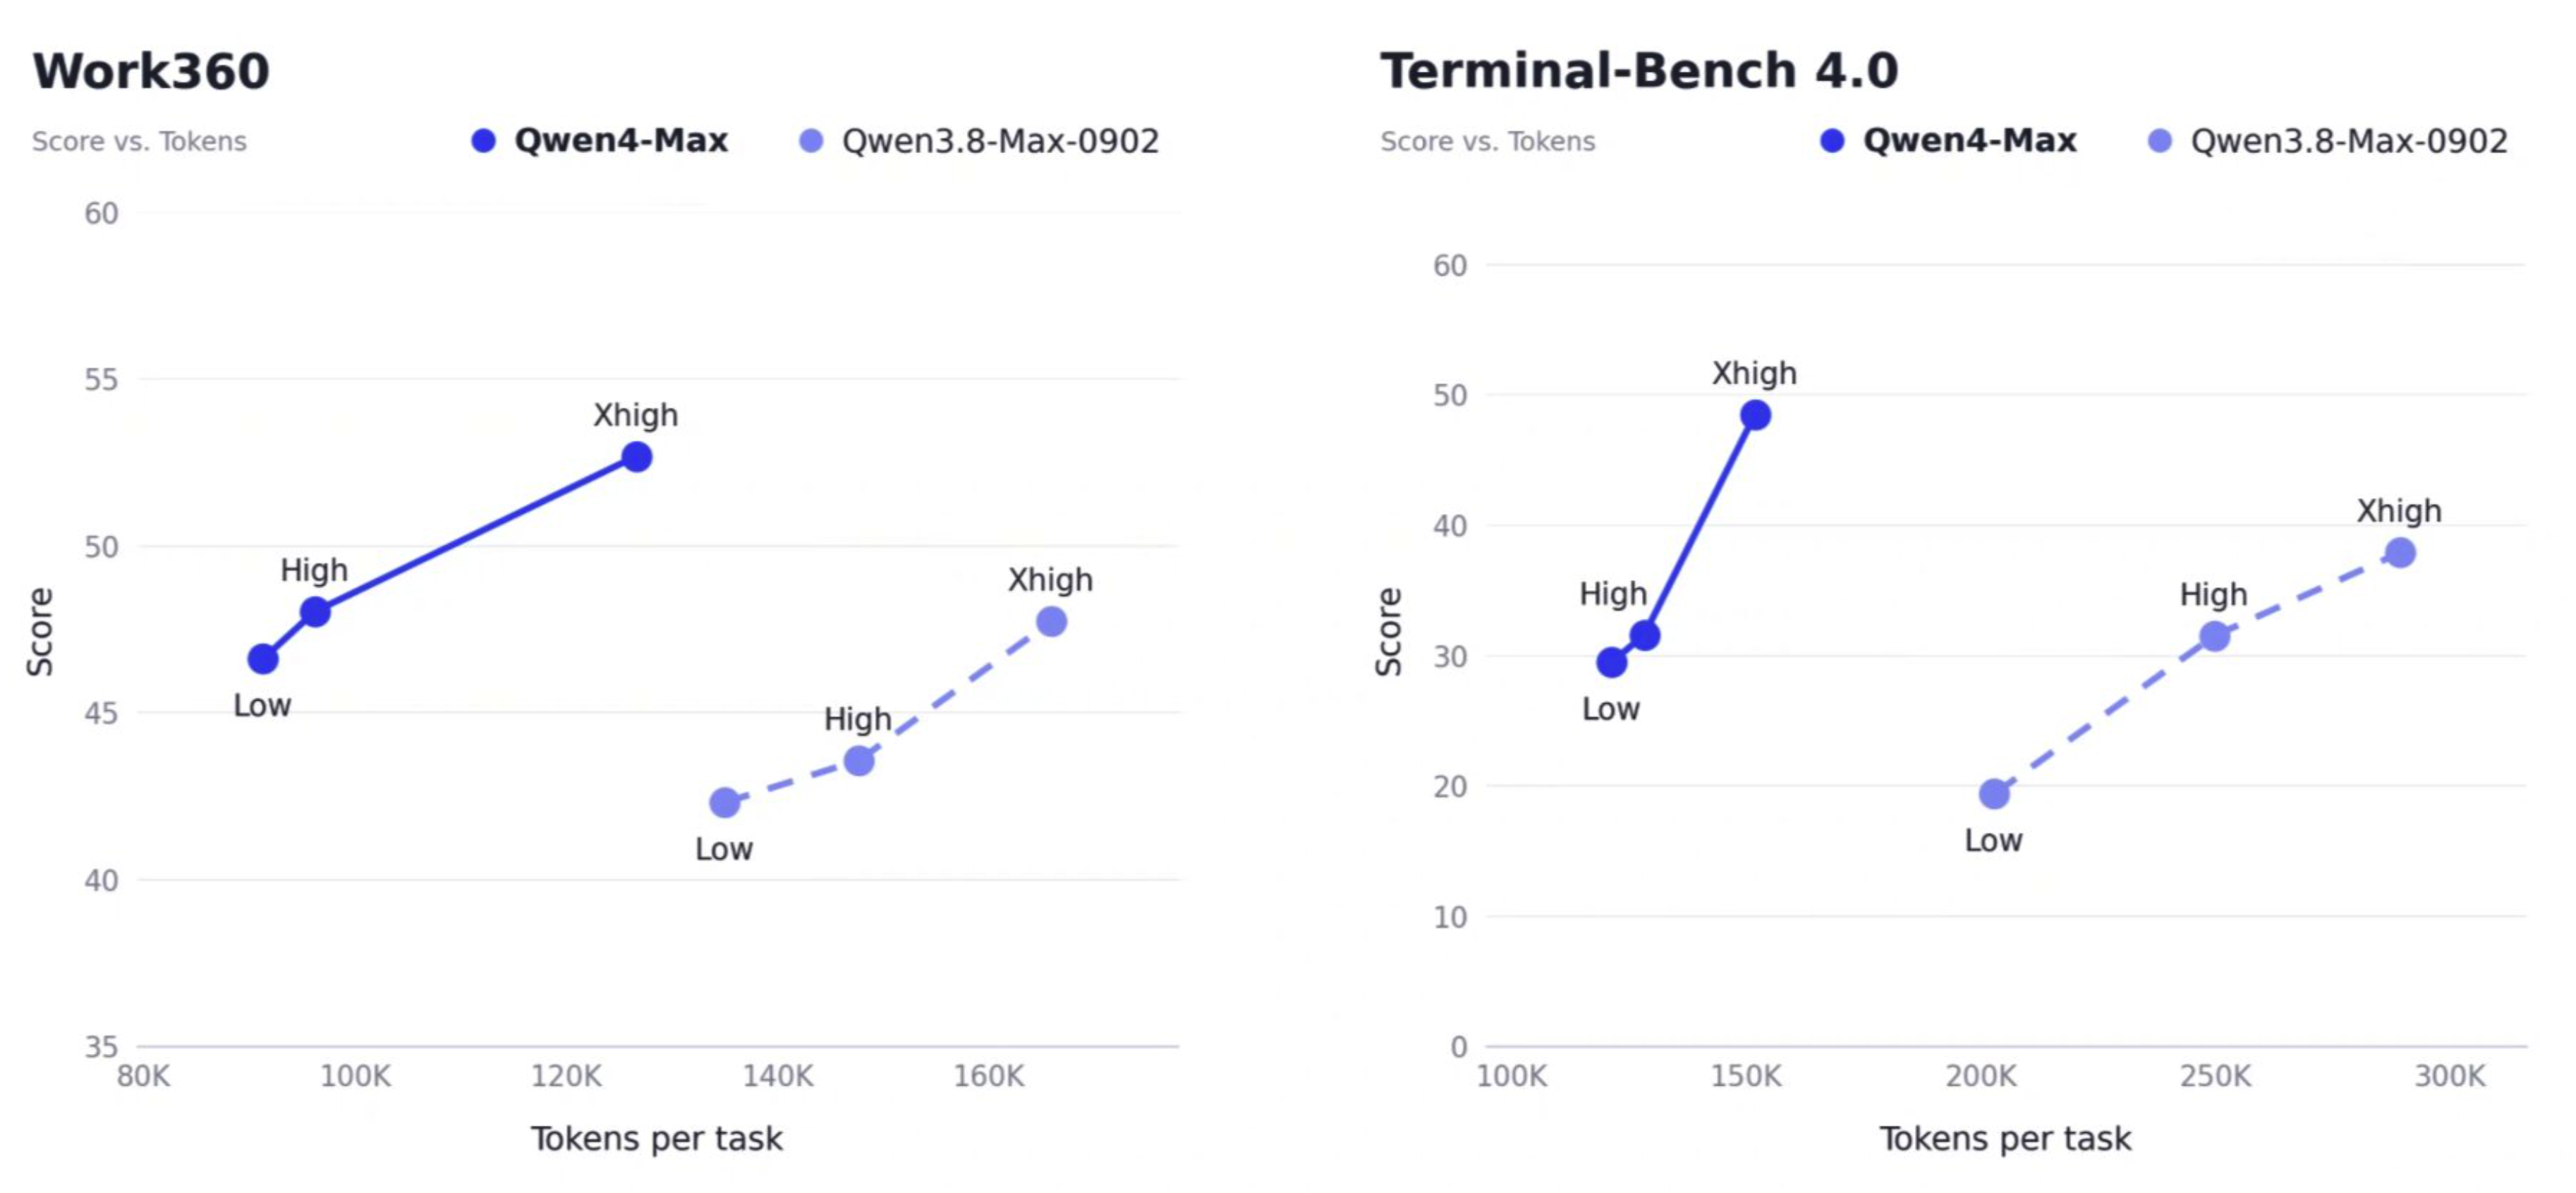 Work360
Score vs. Tokens
Qwen4-Max
Qwen3.8-Max-0902
60
55
50
45
40
35
Score
Xhigh
High
Low
Xhigh
High
Low
80K
100K
120K
140K
160K
Tokens per task
Terminal-Bench 4.0
Score vs. Tokens
Qwen4-Max
Qwen3.8-Max-0902
60
50
40
30
20
10
0
Score
Xhigh
High
Low
Xhigh
High
Low
100K
150K
200K
250K
300K
Tokens per task